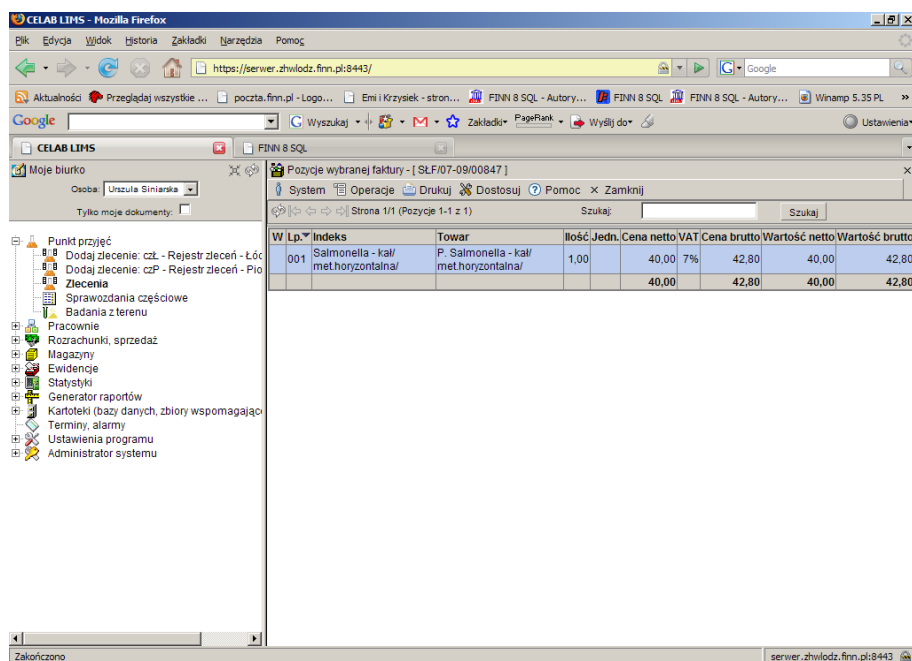 CELAB LIMS - Mozilla Firefox
Plik Edycja Widok Historia Zakładki Narzędzia Pomoc
https://serwer.zhwlodz.finn.pl:8443/
Google
Aktualności Przeglądaj wszystkie ... poczta.finn.pl - Logo... Emi i Krzysiek - stron... FINN 8 SQL - Autory... FINN 8 SQL FINN 8 SQL - Autory... Winamp 5.35 PL »
Google Wyszukaj Zakładki PageRank Wyślij do Ustawienia
CELAB LIMS FINN 8 SQL
Moje biurko
Osoba: Urszula Siniarska
Tylko moje dokumenty:
Punkt przyjęć
Dodaj zlecenie: czŁ - Rejestr zleceń - Łóc
Dodaj zlecenie: czP - Rejestr zleceń - Pio
Zlecenia
Sprawozdania częściowe
Badania z terenu
Pracownie
Rozrachunki, sprzedaż
Magazyny
Ewidencje
Statystyki
Generator raportów
Kartoteki (bazy danych, zbiory wspomagając
Terminy, alarmy
Ustawienia programu
Administrator systemu
Pozycje wybranej faktury - [ SŁF/07-09/00847 ]
System Operacje Drukuj Dostosuj Pomoc Zamknij
Strona 1/1 (Pozycje 1-1 z 1) Szukaj: Szukaj
W Lp. Indeks Towar Ilość Jedn. Cena netto VAT Cena brutto Wartość netto Wartość brutto
001 Salmonella - kał/ met.horyzontalna/ P. Salmonella - kał/ met.horyzontalna/ 1,00 40,00 7% 42,80 40,00 42,80
40,00 42,80 40,00 42,80
Zakończono serwer.zhwlodz.finn.pl:8443